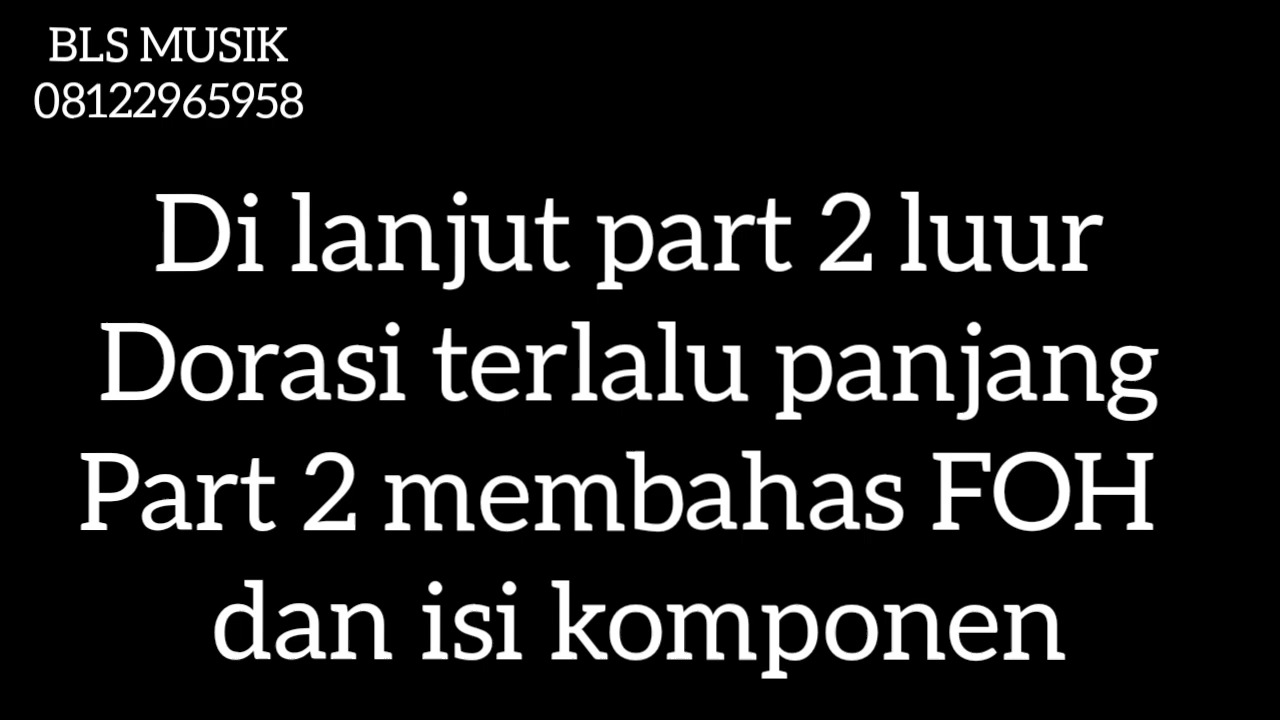 BLS MUSIK
08122965958
Di lanjut part 2 luur
Dorasi terlalu panjang
Part 2 membahas FOH
dan isi komponen